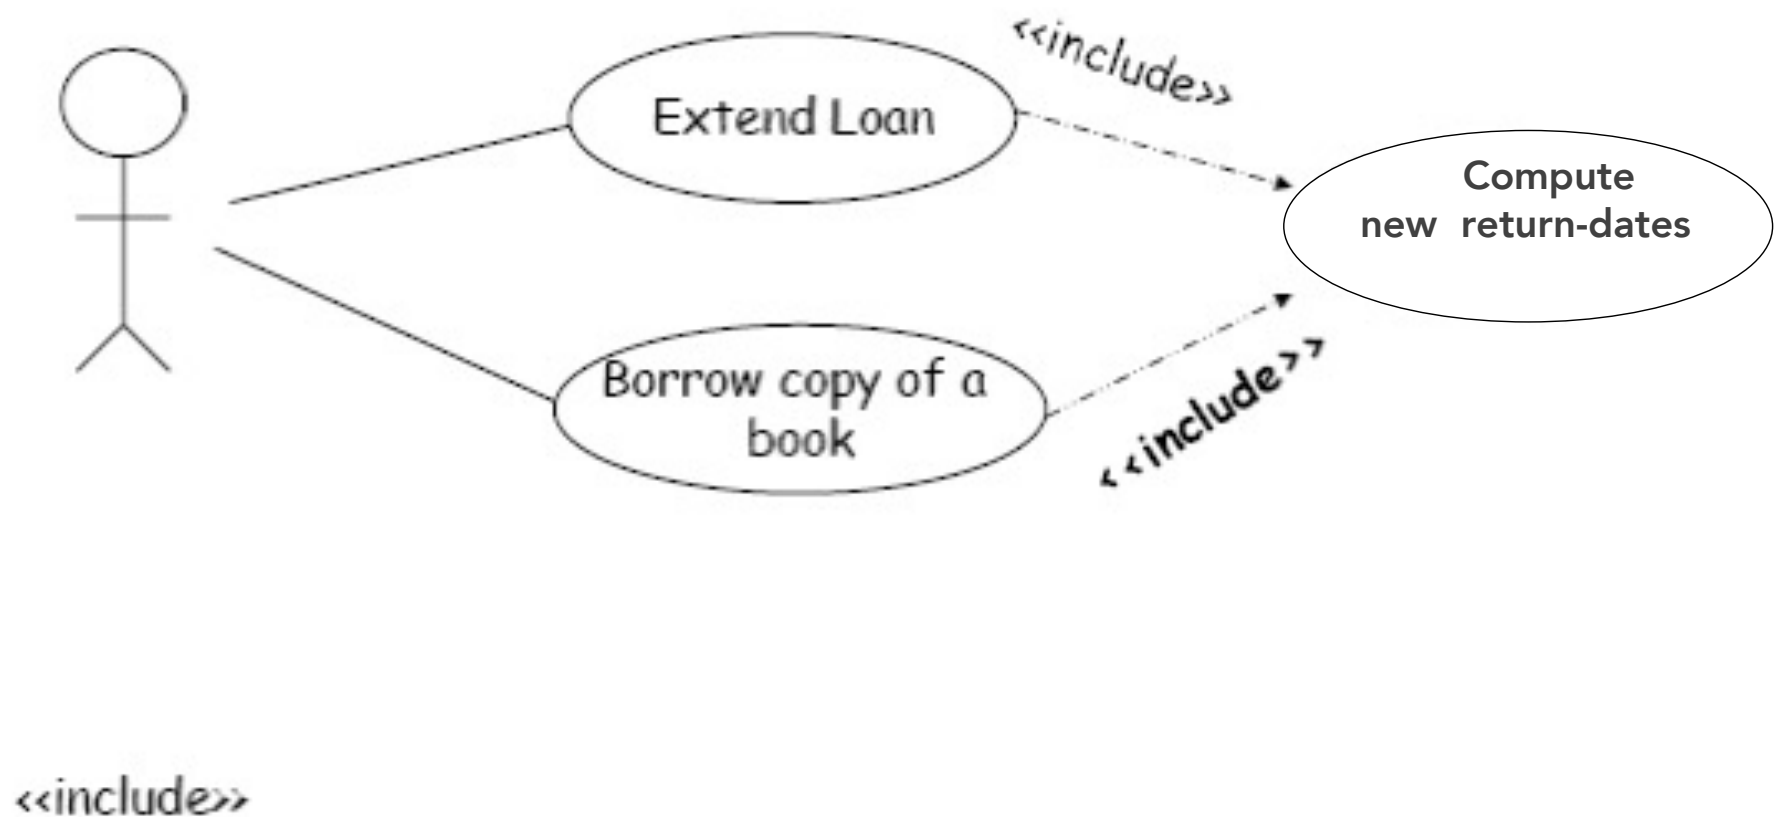 <<include>>
Extend Loan
Compute
new return-dates
Borrow copy of a
book
<<include>>
<<include>>